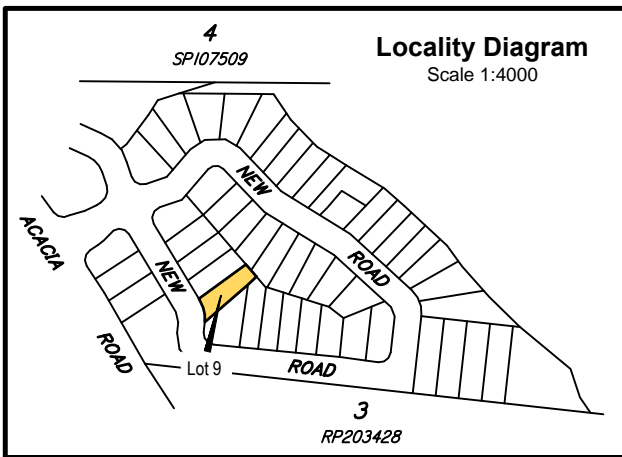 4
SP107509
Locality Diagram
Scale 1:4000
NEW
ROAD
ACACIA
ROAD
NEW
ROAD
Lot 9
3
RP203428